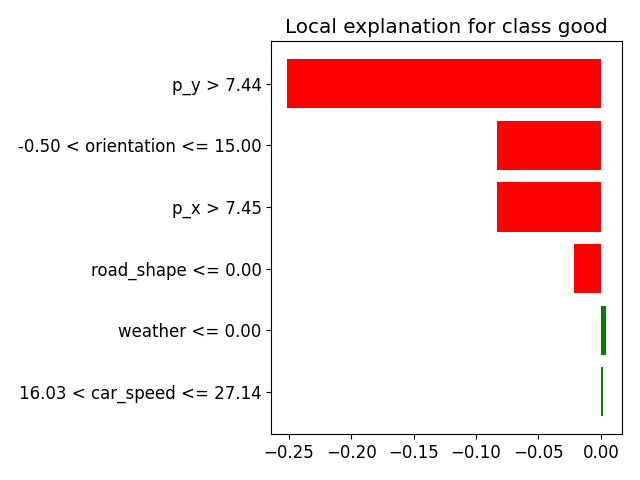 Local explanation for class good
p_y > 7.44
-0.50 < orientation <= 15.00
p_x > 7.45
road_shape <= 0.00
weather <= 0.00
16.03 < car_speed <= 27.14
−0.25 −0.20 −0.15 −0.10 −0.05 0.00